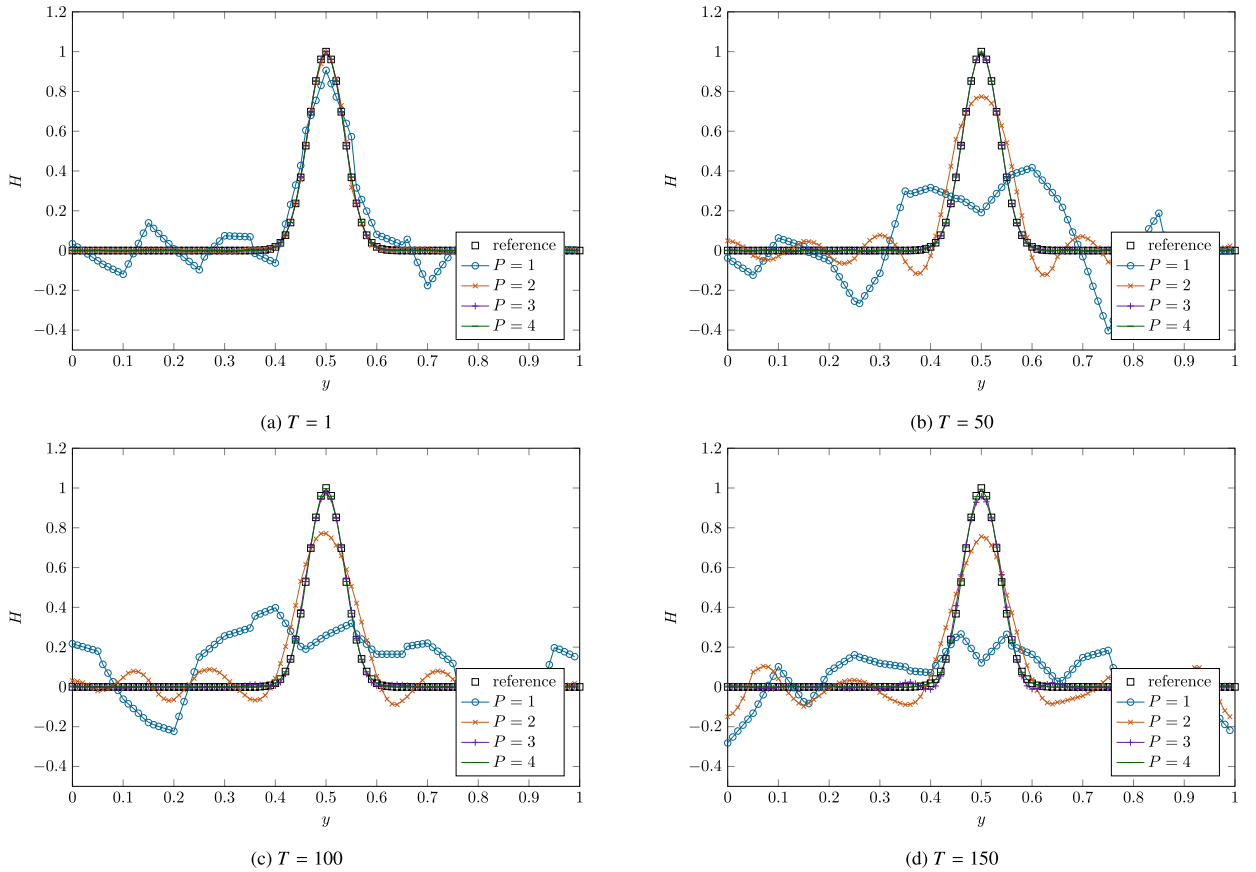 1.2
1
0.8
0.6
0.4
0.2
0
−0.2
−0.4
H
0 0.1 0.2 0.3 0.4 0.5 0.6 0.7 0.8 0.9 1
y
reference
P = 1
P = 2
P = 3
P = 4
(a) T = 1
1.2
1
0.8
0.6
0.4
0.2
0
−0.2
−0.4
H
0 0.1 0.2 0.3 0.4 0.5 0.6 0.7 0.8 0.9 1
y
reference
P = 1
P = 2
P = 3
P = 4
(b) T = 50
1.2
1
0.8
0.6
0.4
0.2
0
−0.2
−0.4
H
0 0.1 0.2 0.3 0.4 0.5 0.6 0.7 0.8 0.9 1
y
reference
P = 1
P = 2
P = 3
P = 4
(c) T = 100
1.2
1
0.8
0.6
0.4
0.2
0
−0.2
−0.4
H
0 0.1 0.2 0.3 0.4 0.5 0.6 0.7 0.8 0.9 1
y
reference
P = 1
P = 2
P = 3
P = 4
(d) T = 150